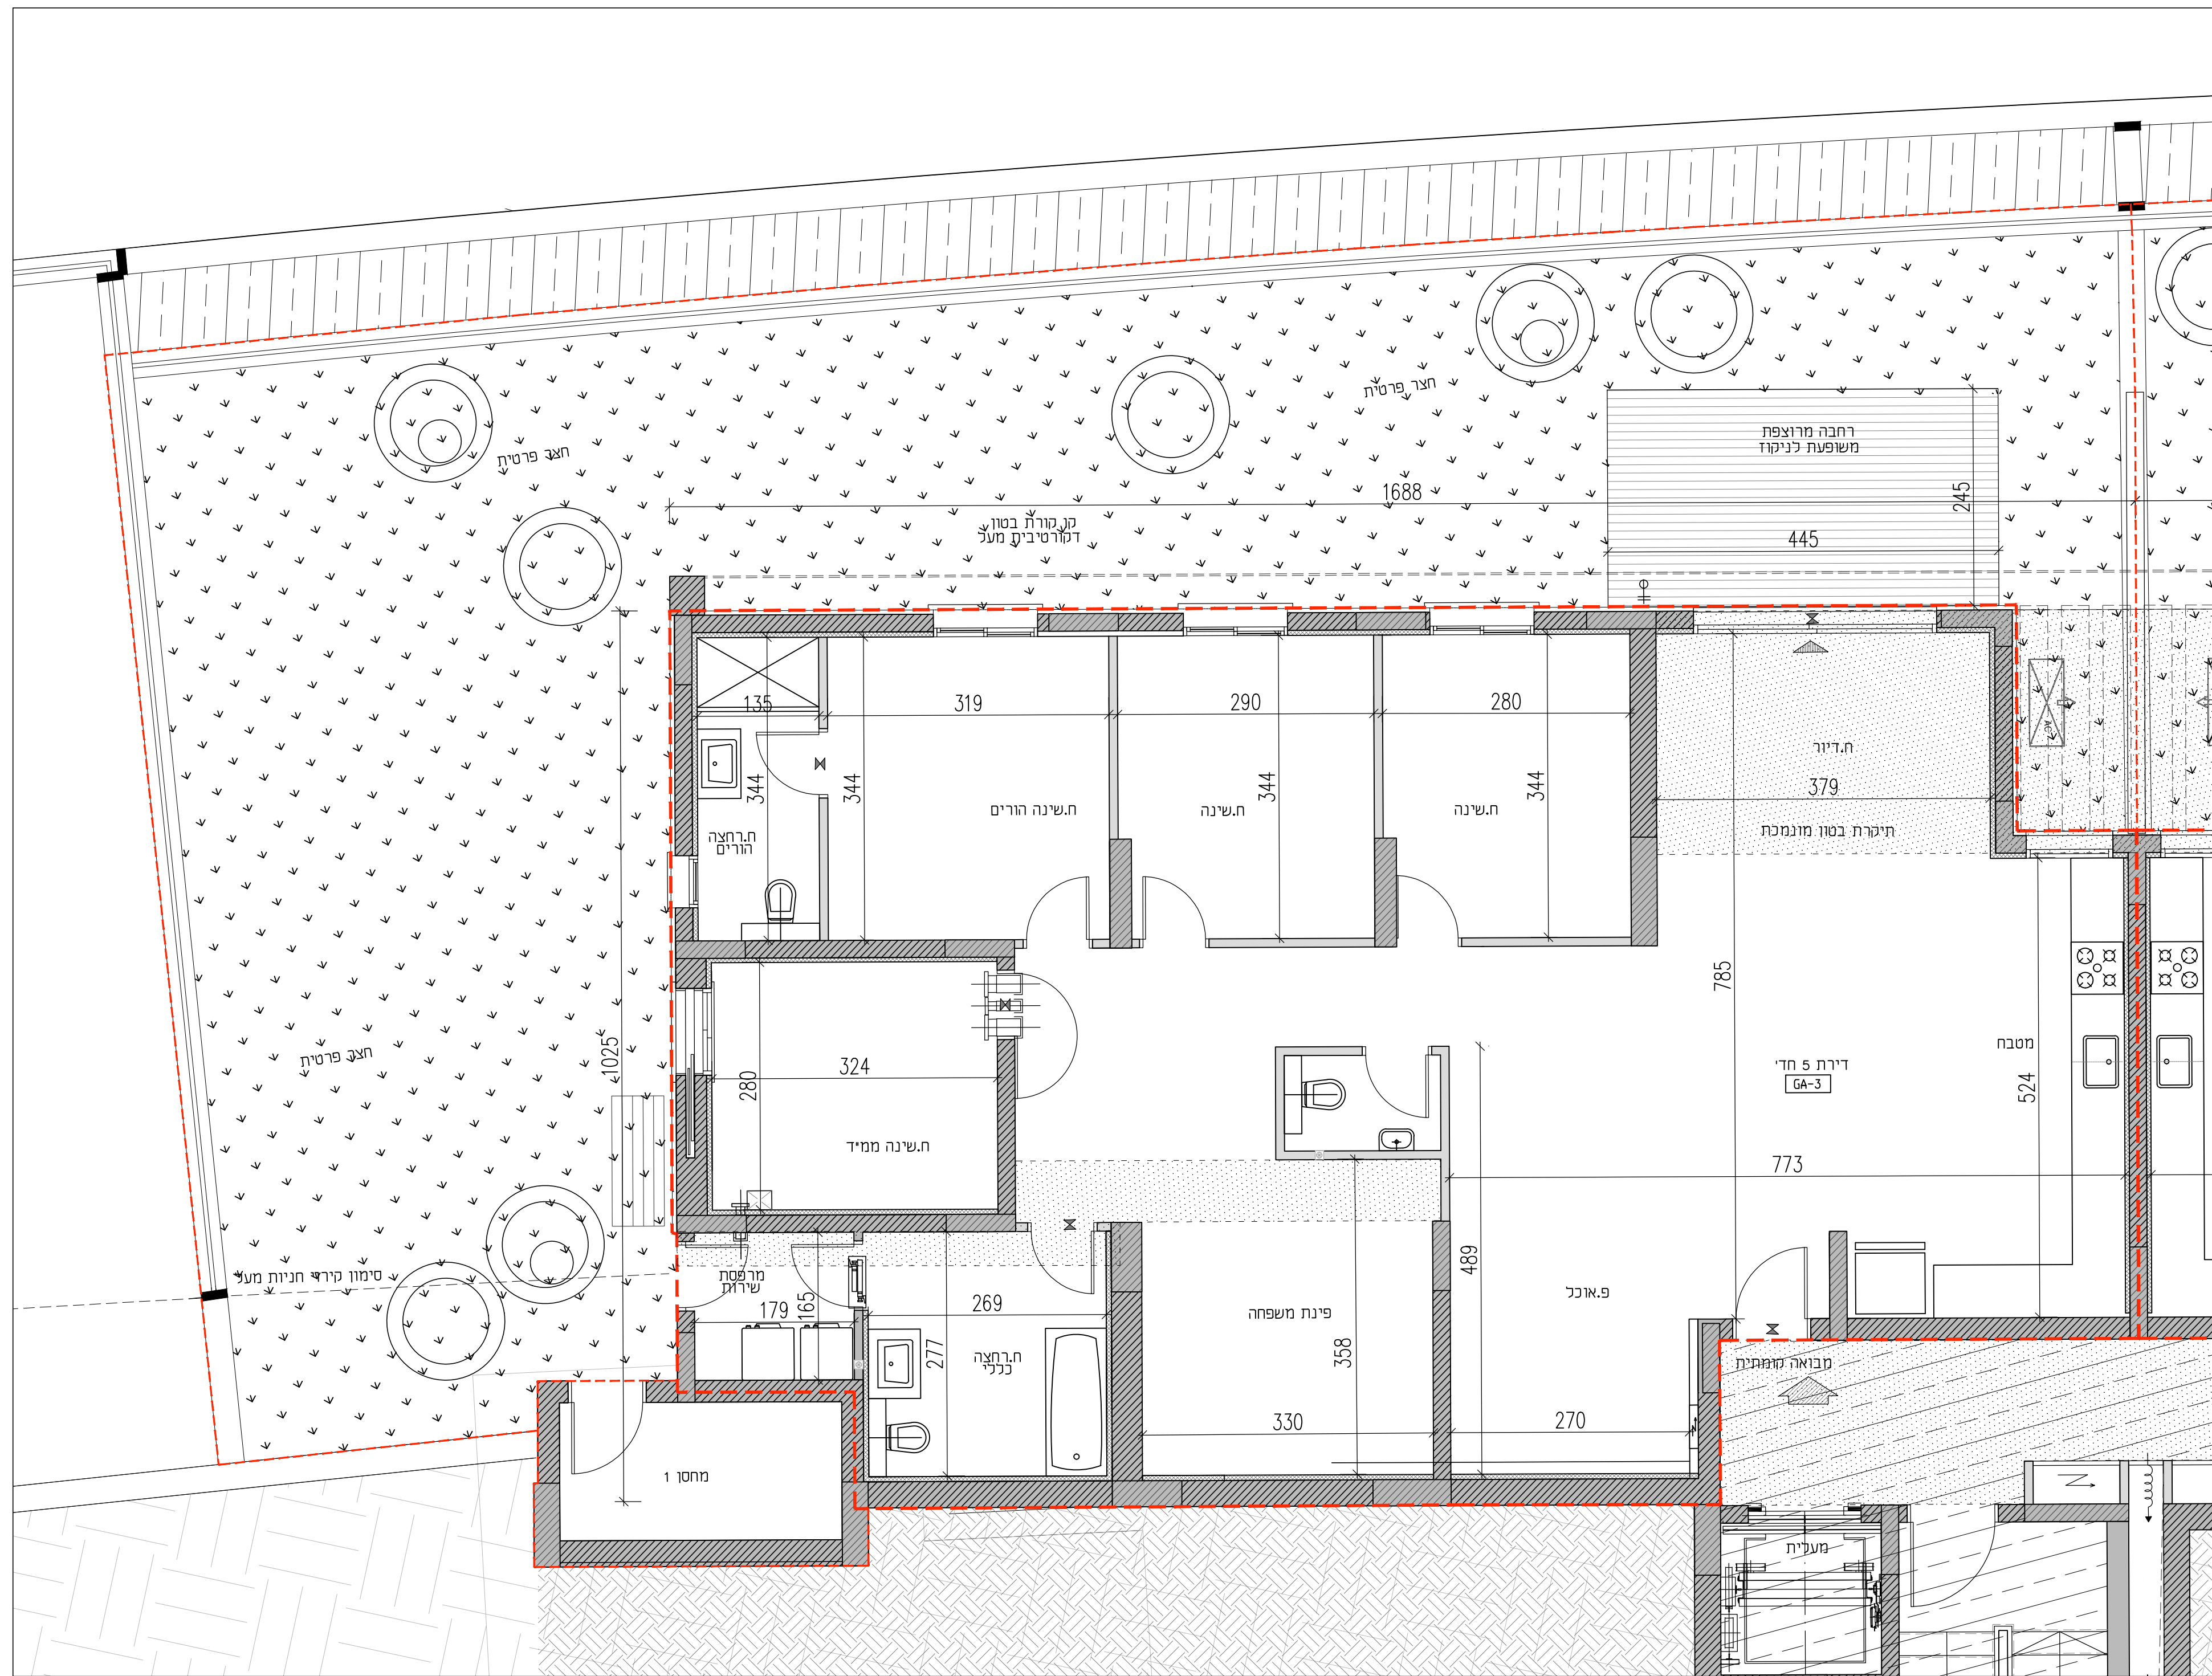 חצר פרטית
חצר פרטית
רחבה מרוצפת
משופעת לניקוז
245
1688
קו קורת בטון
דקורטיבית מעל
445
135
319
290
280
344
344
344
344
ח.דיור
379
תיקרת בטון מונמכת
AC
ח.רחצה
הורים
ח.שינה הורים
ח.שינה
ח.שינה
785
1025
חצר פרטית
324
280
ח.שינה ממ״ד
מטבח
דירת 5 חד'
GA-3
524
773
סימון קירוי חניות מעל
מרפסת
שירות
179
165
269
277
ח.רחצה
כללי
פינת משפחה
358
330
489
פ.אוכל
270
מבואה קומתית
מחסן 1
מעלית